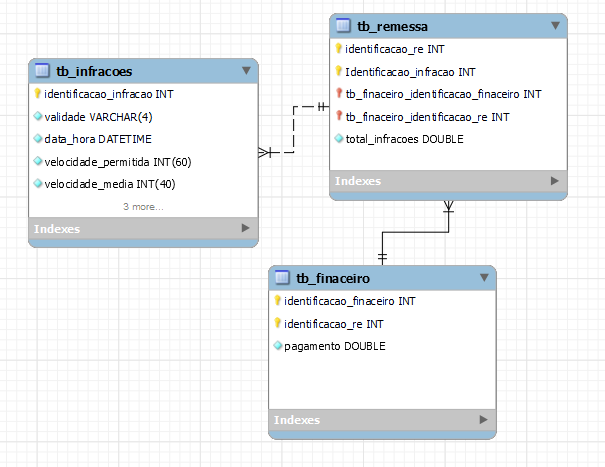 tb_remessa
identificacao_re INT
Identificacao_infracao INT
tb_finaceiro_identificacao_finaceiro INT
tb_finaceiro_identificacao_re INT
total_infracoes DOUBLE
Indexes
tb_infracoes
identificacao_infracao INT
validade VARCHAR(4)
data_hora DATETIME
velocidade_permitida INT(60)
velocidade_media INT(40)
3 more...
Indexes
tb_finaceiro
identificacao_finaceiro INT
identificacao_re INT
pagamento DOUBLE
Indexes